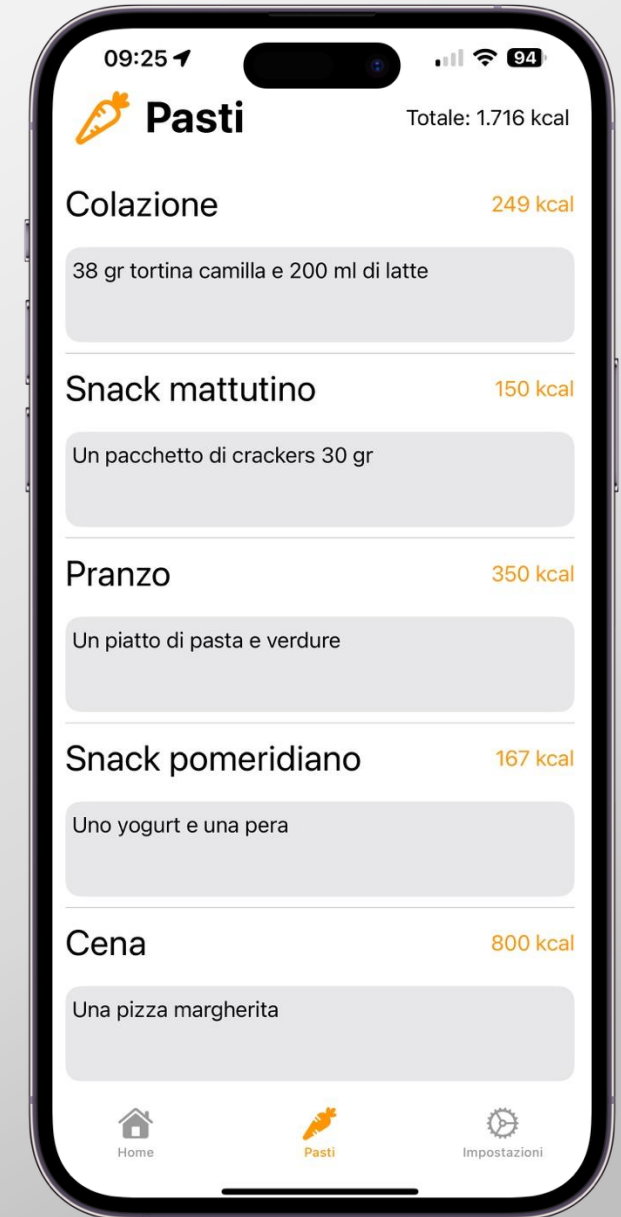 09:25
94
Pasti
Totale: 1.716 kcal
Colazione
249 kcal
38 gr tortina camilla e 200 ml di latte
Snack mattutino
150 kcal
Un pacchetto di crackers 30 gr
Pranzo
350 kcal
Un piatto di pasta e verdure
Snack pomeridiano
167 kcal
Uno yogurt e una pera
Cena
800 kcal
Una pizza margherita
Home
Pasti
Impostazioni